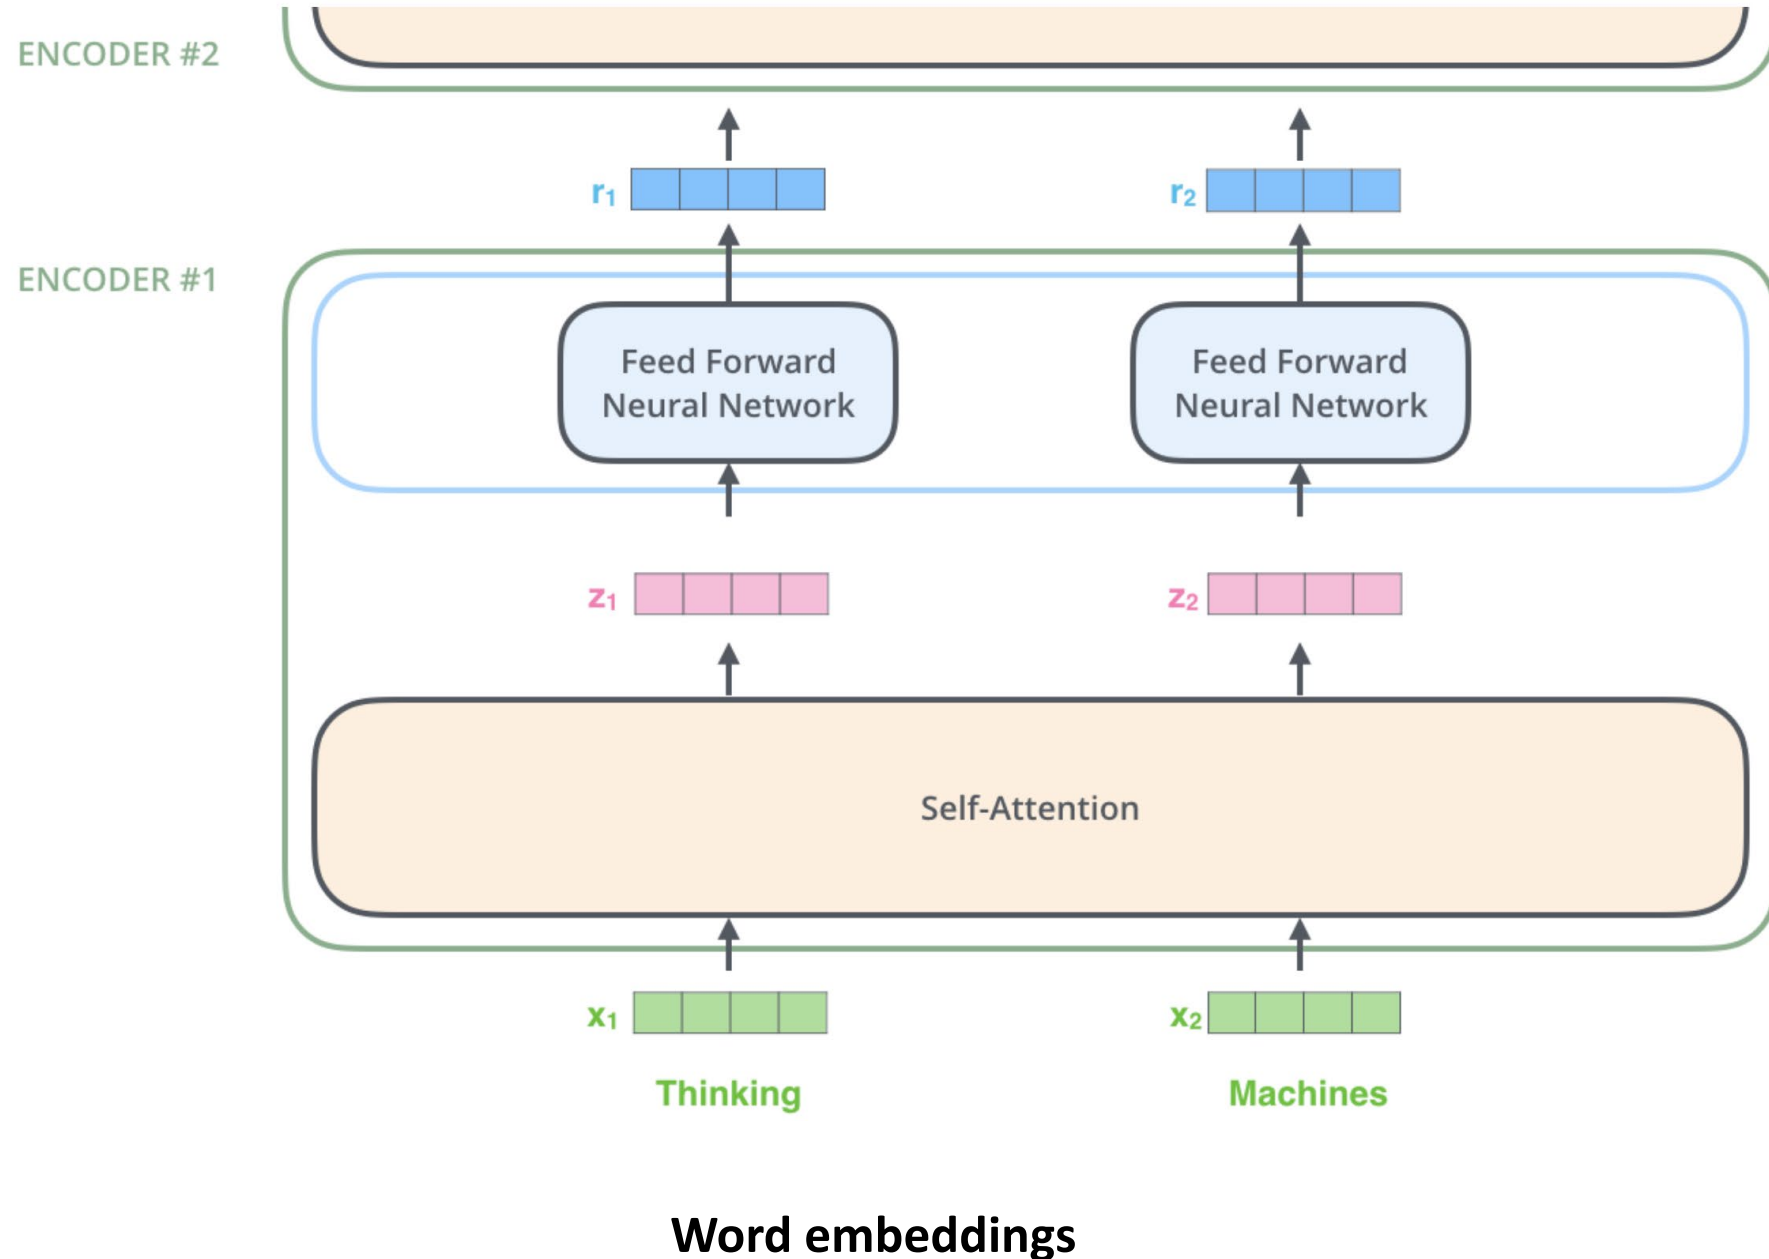 ENCODER #2
r1
r2
ENCODER #1
Feed Forward
Neural Network
Feed Forward
Neural Network
z1
z2
Self-Attention
x1
x2
Thinking
Machines
Word embeddings